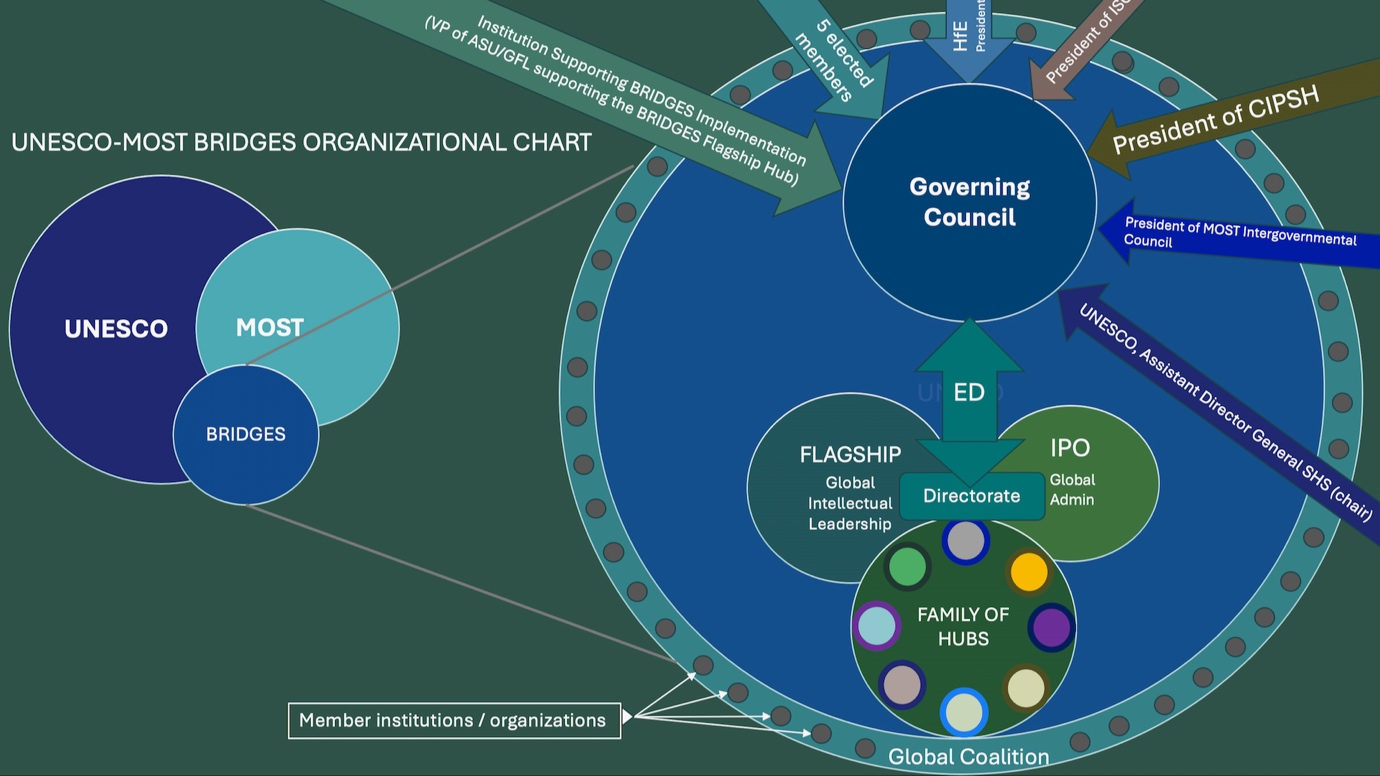 Institution Supporting BRIDGES Implementation
(VP of ASU/GFL supporting the BRIDGES Flagship Hub)
5 elected
members
HfE
President
President of
President of CIPSH
UNESCO-MOST BRIDGES ORGANIZATIONAL CHART
Governing
Council
President of MOST Intergovernmental
Council
UNESCO, Assistant Director General SHS (chair)
UNESCO
MOST
BRIDGES
ED
FLAGSHIP
Global
Intellectual
Leadership
IPO
Global
Admin
Directorate
FAMILY OF
HUBS
Member institutions / organizations
Global Coalition